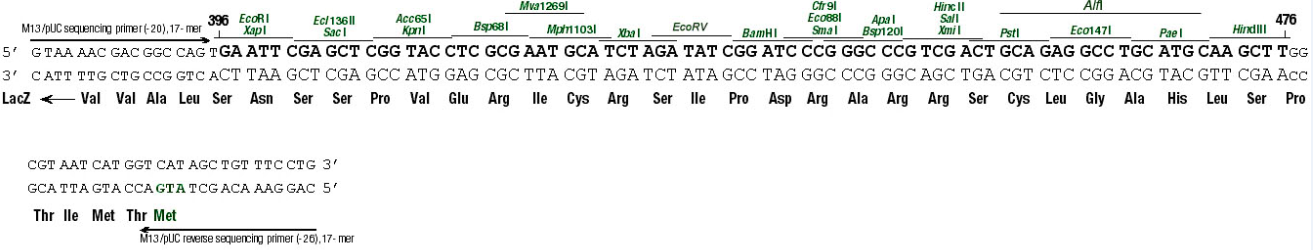 Mva1269I Cfr9I HincII AlfI
EcoRI Ecl136II Acc65I Eco88I ApaI SalI
M13/pUC sequencing primer (-20), 17- mer 396 XapI SacI KpnI Bsp68I Mph1103I XbaI EcoRV BamHI SmaI Bsp120I XmiI PstI Eco147I PaeI HindIII 476
5′ GTAA AAC GAC GGC CAG TGA ATT CGA GCT CGG TAC CTC GCG AAT GCA TCT AGA TAT CGG ATC CCG GGC CCG TCG ACT GCA GAG GCC TGC ATG CAA GCT TGG
3′ CATT TTG CTG CCG GTC ACT TAA GCT CGA GCC ATG GAG CGC TTA CGT AGA TCT ATA GCC TAG GGC CCG GGC AGC TGA CGT CTC CGG ACG TAC GTT CGA ACC
LacZ Val Val Ala Leu Ser Asn Ser Ser Pro Val Glu Arg Ile Cys Arg Ser Ile Pro Asp Arg Ala Arg Arg Ser Cys Leu Gly Ala His Leu Ser Pro
CGT AAT CAT GGT CAT AGC TGT TTC CTG 3′
GCA TTA GTA CCA GTA TCG ACA AAG GAC 5′
Thr Ile Met Thr Met
M13/pUC reverse sequencing primer (-26), 17- mer